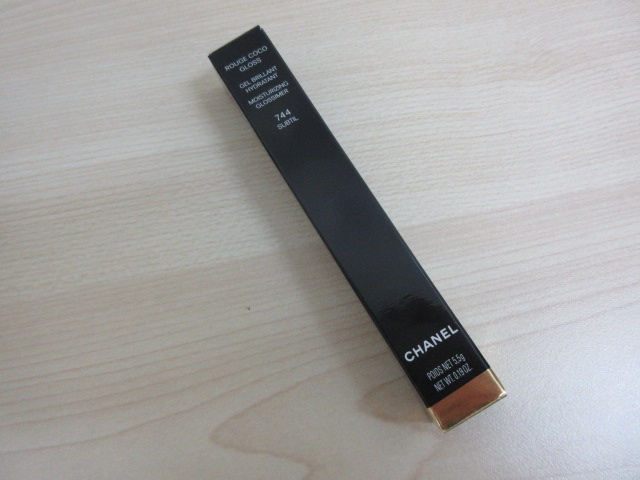 ROUGE COCO
GLOSS
GEL BRILLANT
HYDRATANT
MOISTURIZING
GLOSSIMER
744
SUBTIL
CHANEL
POIDS NET 5.5g
NET WT. 0.19 OZ.